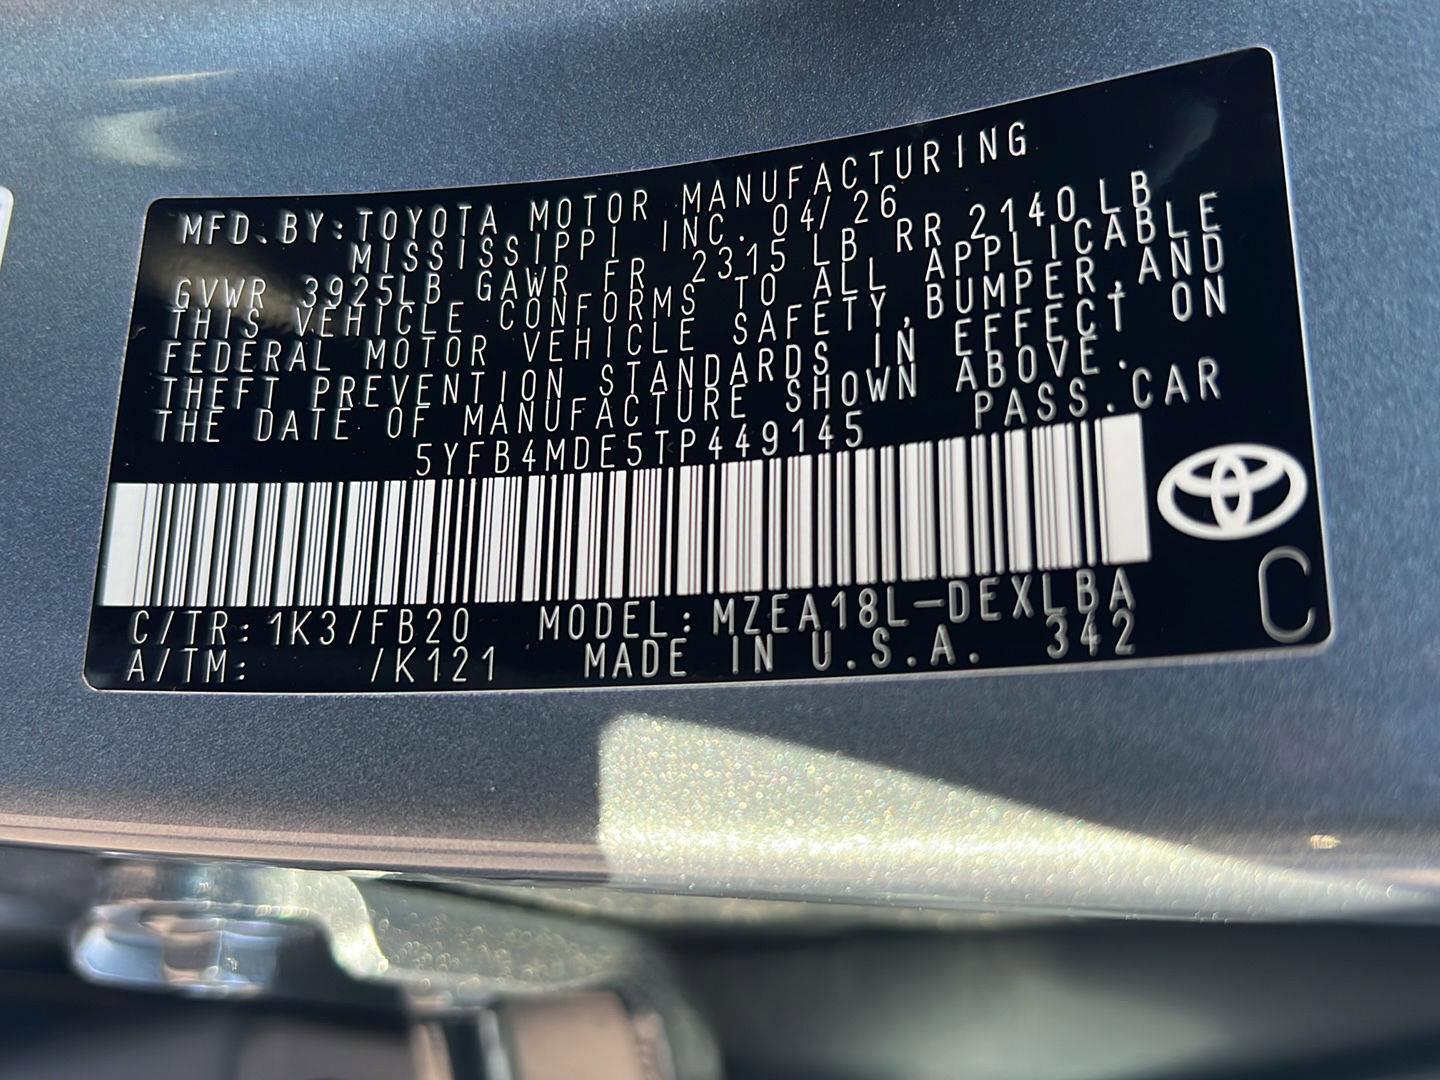 MFD. BY: TOYOTA MOTOR MANUFACTURING
MISSISSIPPI INC. 04/26
GVWR 3925LB GAWR FR 2315 LB RR 2140LB
THIS VEHICLE CONFORMS TO ALL APPLICABLE
FEDERAL MOTOR VEHICLE SAFETY, BUMPER, AND
THEFT PREVENTION STANDARDS IN EFFECT ON
THE DATE OF MANUFACTURE SHOWN ABOVE.
5YFB4MDE5TP449145 PASS. CAR
C/TR: 1K3/FB20 MODEL: MZEA18L-DEXLBA
A/TM: /K121 MADE IN U.S.A. 342
C